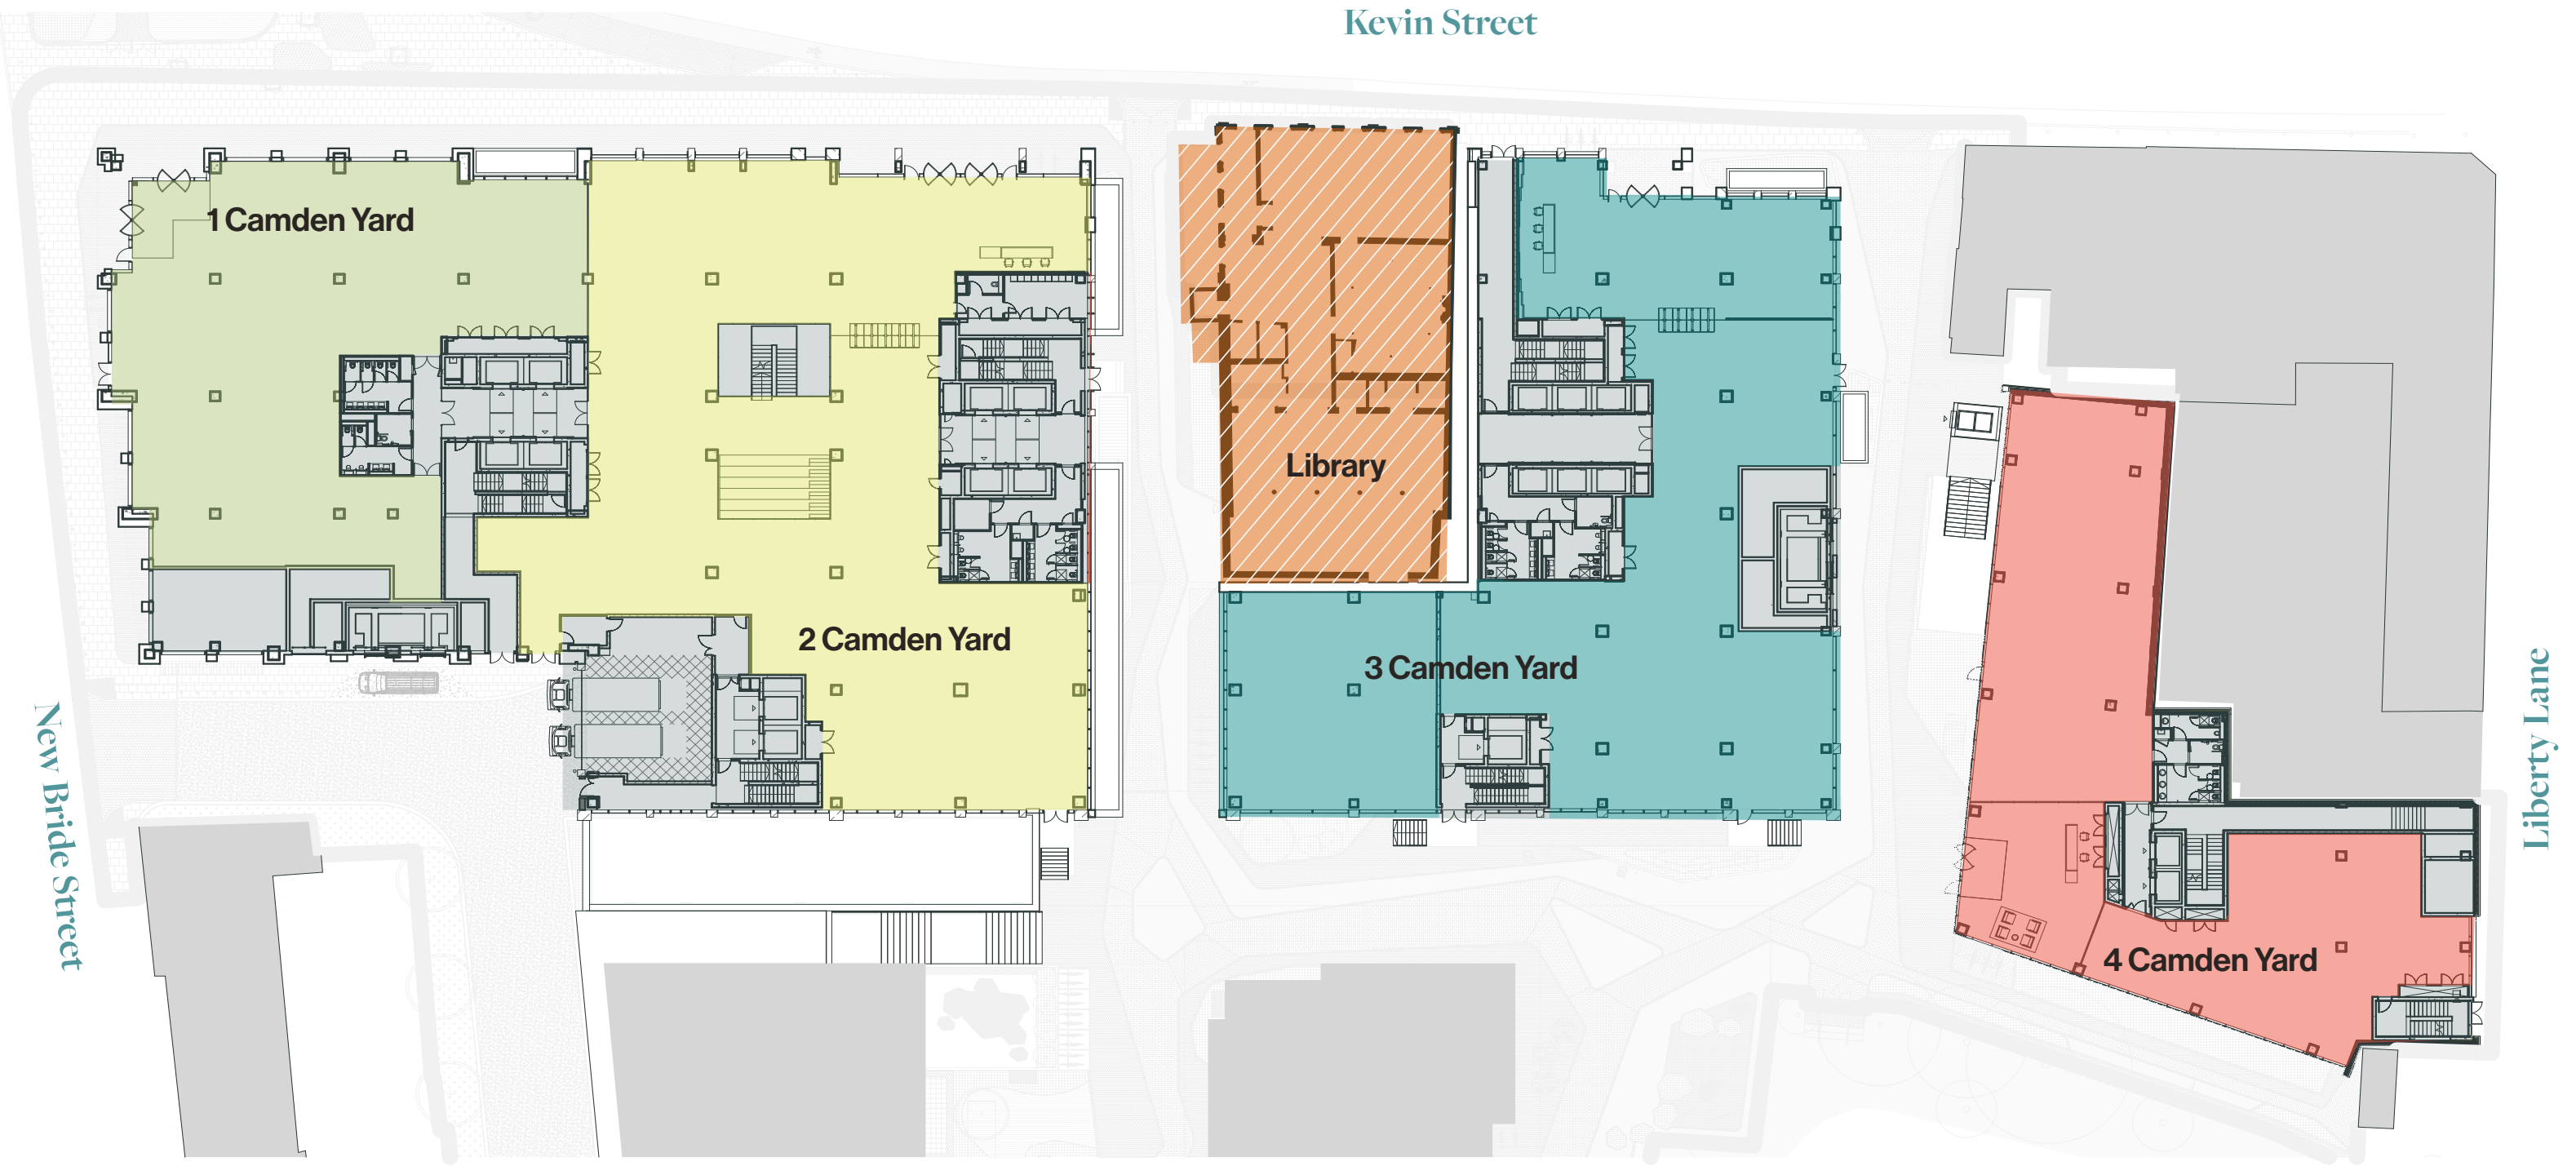 Kevin Street
1 Camden Yard
Library
2 Camden Yard
3 Camden Yard
New Bride Street
Liberty Lane
4 Camden Yard